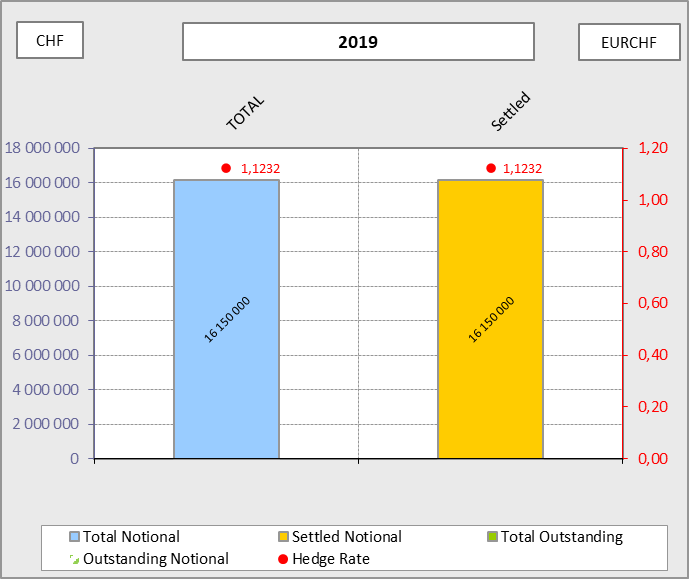 CHF
2019
EURCHF
TOTAL
Settled
18 000 000
16 000 000
14 000 000
12 000 000
10 000 000
8 000 000
6 000 000
4 000 000
2 000 000
0
1,1232
1,1232
16 150 000
16 150 000
1,20
1,00
0,80
0,60
0,40
0,20
0,00
Total Notional
Settled Notional
Total Outstanding
Outstanding Notional
Hedge Rate